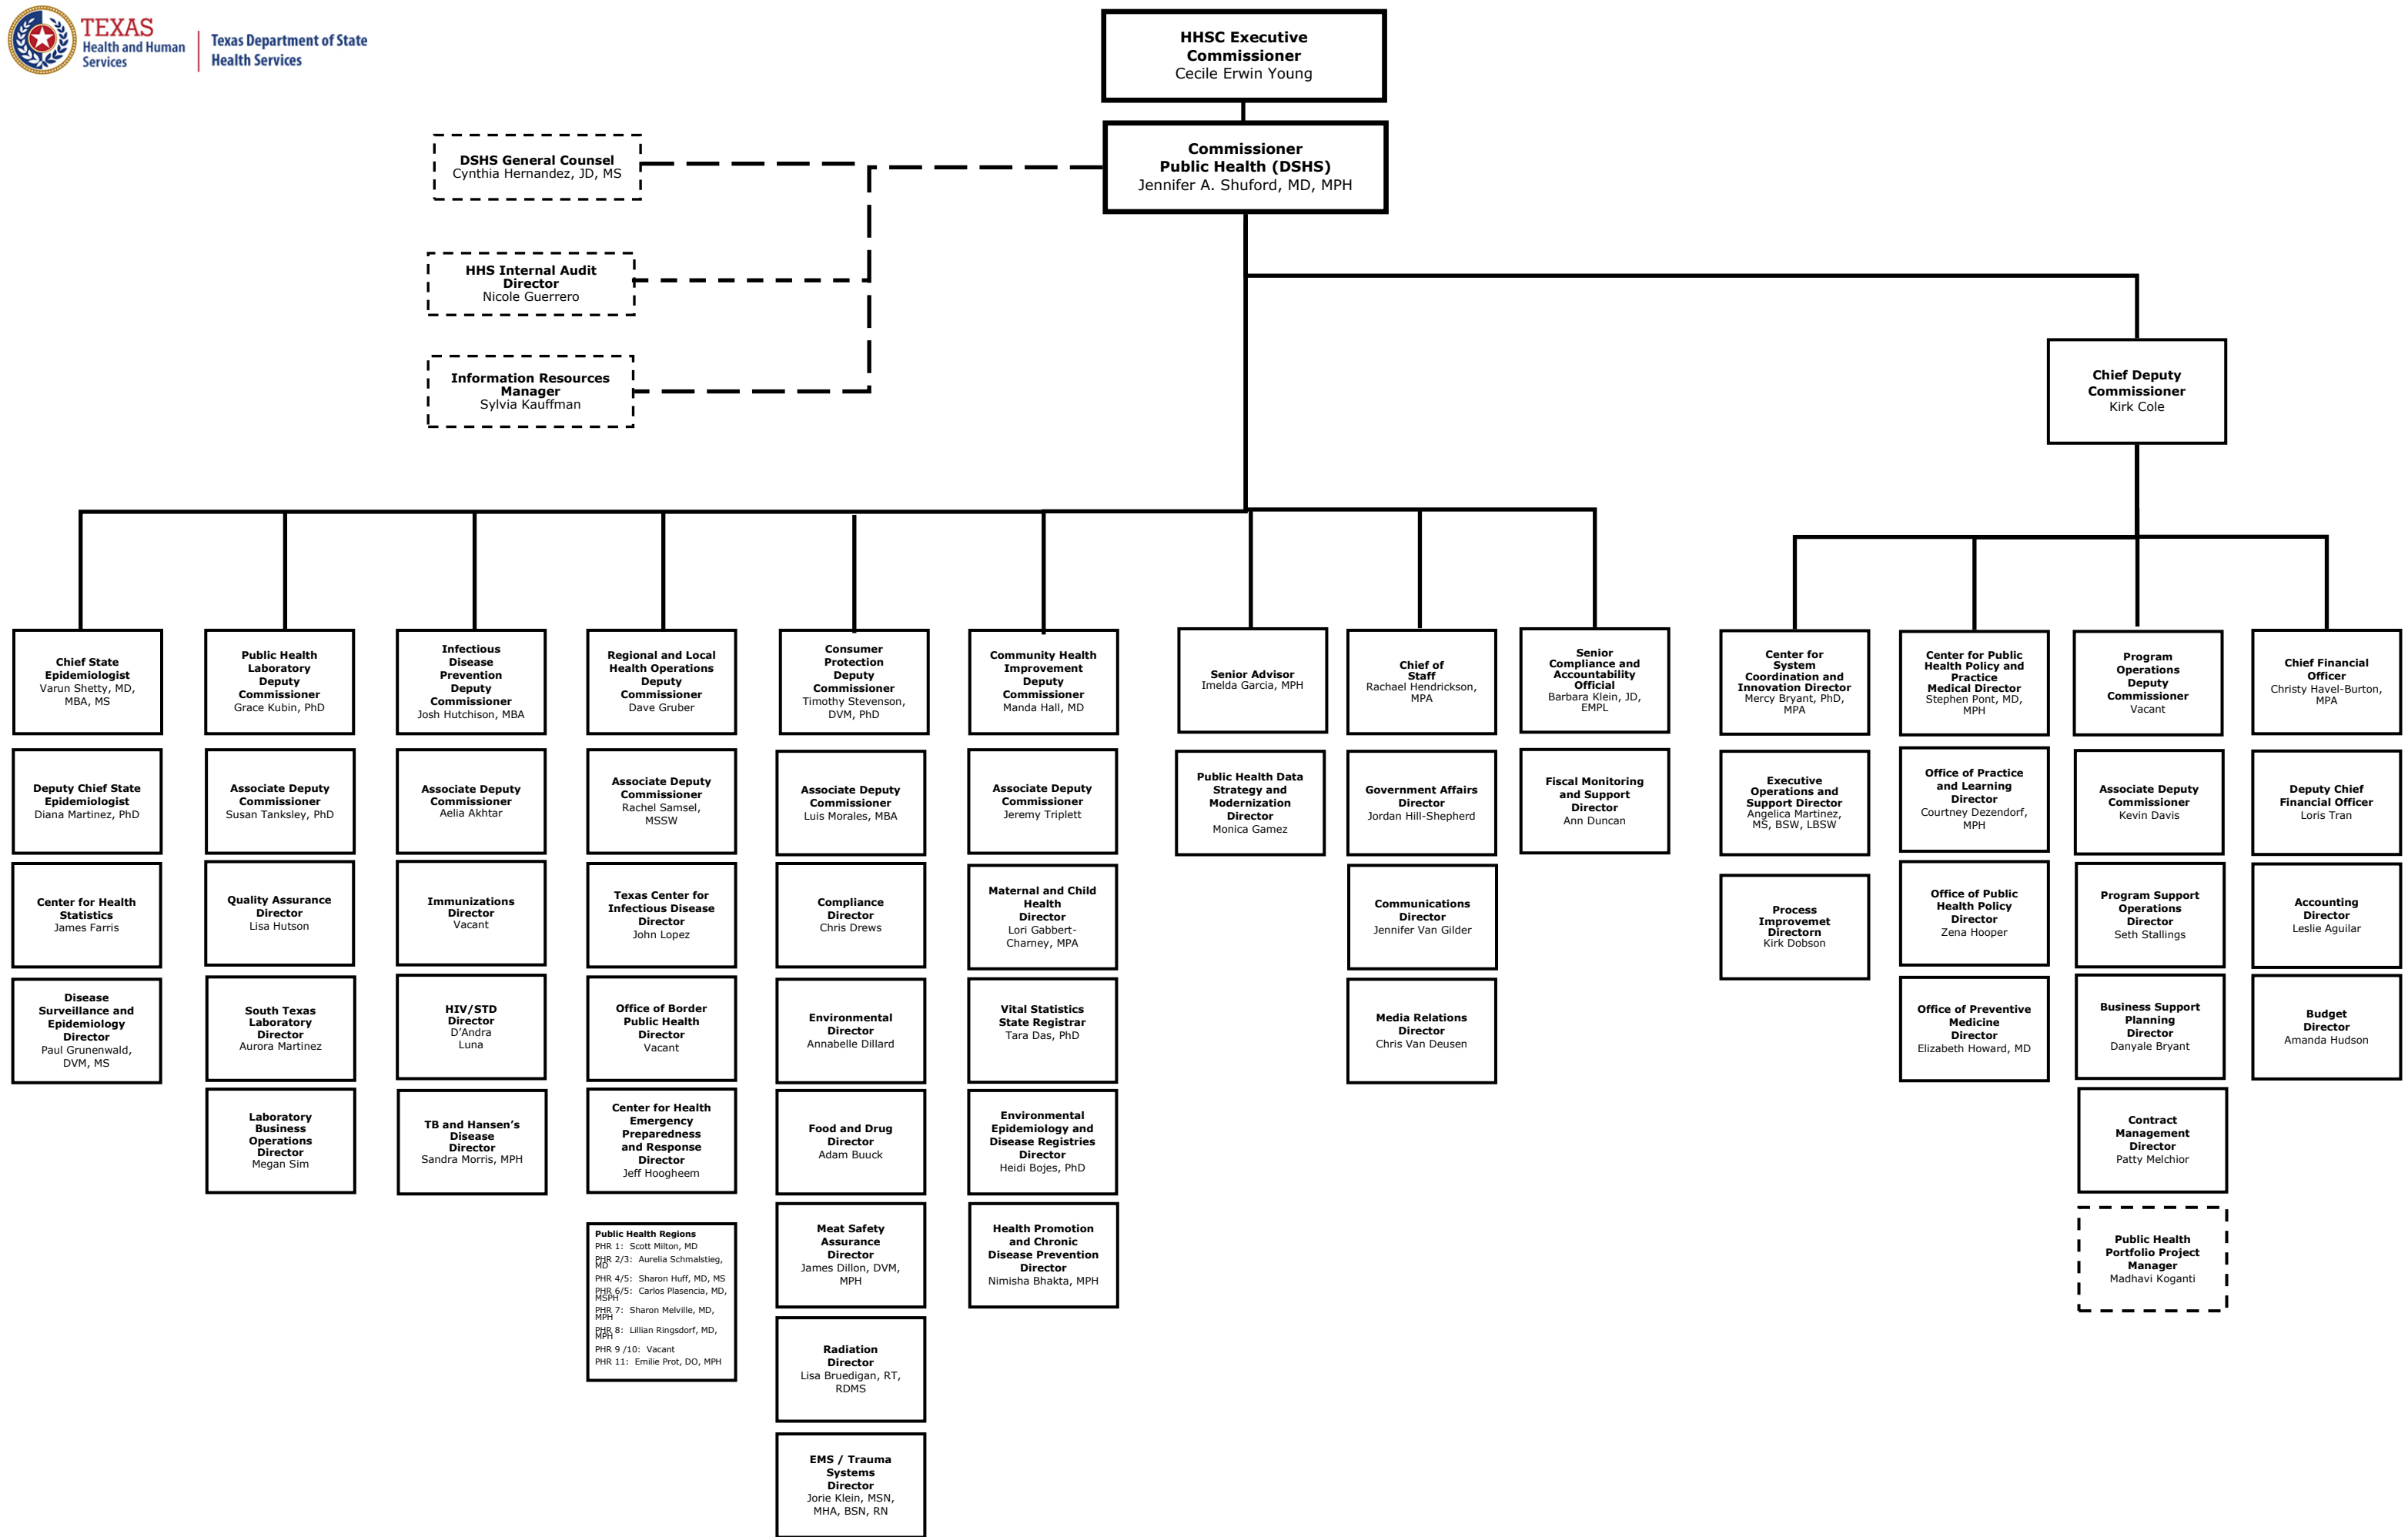 TEXAS
Health and Human
Services
Texas Department of State
Health Services
HHSC Executive
Commissioner
Cecile Erwin Young
Commissioner
Public Health (DSHS)
Jennifer A. Shuford, MD, MPH
DSHS General Counsel
Cynthia Hernandez, JD, MS
HHS Internal Audit
Director
Nicole Guerrero
Information Resources
Manager
Sylvia Kauffman
Chief Deputy
Commissioner
Kirk Cole
Chief State
Epidemiologist
Varun Shetty, MD,
MBA, MS
Deputy Chief State
Epidemiologist
Diana Martinez, PhD
Center for Health
Statistics
James Farris
Disease
Surveillance and
Epidemiology
Director
Paul Grunenwald,
DVM, MS
Public Health
Laboratory
Deputy
Commissioner
Grace Kubin, PhD
Associate Deputy
Commissioner
Susan Tanksley, PhD
Quality Assurance
Director
Lisa Hutson
South Texas
Laboratory
Director
Aurora Martinez
Laboratory
Business
Operations
Director
Megan Sim
Infectious
Disease
Prevention
Deputy
Commissioner
Josh Hutchison, MBA
Associate Deputy
Commissioner
Aelia Akhtar
Immunizations
Director
Vacant
HIV/STD
Director
D’Andra
Luna
TB and Hansen’s
Disease
Director
Sandra Morris, MPH
Regional and Local
Health Operations
Deputy
Commissioner
Dave Gruber
Associate Deputy
Commissioner
Rachel Samsel,
MSSW
Texas Center for
Infectious Disease
Director
John Lopez
Office of Border
Public Health
Director
Vacant
Center for Health
Emergency
Preparedness
and Response
Director
Jeff Hoogheem
Public Health Regions
PHR 1: Scott Milton, MD
PHR 2/3: Aurelia Schmalstieg,
MD
PHR 4/5: Sharon Huff, MD, MS
PHR 6/5: Carlos Plasencia, MD,
MSPH
PHR 7: Sharon Melville, MD,
MPH
PHR 8: Lillian Ringsdorf, MD,
MPH
PHR 9 /10: Vacant
PHR 11: Emilie Prot, DO, MPH
Consumer
Protection
Deputy
Commissioner
Timothy Stevenson,
DVM, PhD
Associate Deputy
Commissioner
Luis Morales, MBA
Compliance
Director
Chris Drews
Environmental
Director
Annabelle Dillard
Food and Drug
Director
Adam Buuck
Meat Safety
Assurance
Director
James Dillon, DVM,
MPH
Radiation
Director
Lisa Bruedigan, RT,
RDMS
EMS / Trauma
Systems
Director
Jorie Klein, MSN,
MHA, BSN, RN
Community Health
Improvement
Deputy
Commissioner
Manda Hall, MD
Associate Deputy
Commissioner
Jeremy Triplett
Maternal and Child
Health
Director
Lori Gabbert-
Charney, MPA
Vital Statistics
State Registrar
Tara Das, PhD
Environmental
Epidemiology and
Disease Registries
Director
Heidi Bojes, PhD
Health Promotion
and Chronic
Disease Prevention
Director
Nimisha Bhakta, MPH
Senior Advisor
Imelda Garcia, MPH
Public Health Data
Strategy and
Modernization
Director
Monica Gamez
Chief of
Staff
Rachael Hendrickson,
MPA
Government Affairs
Director
Jordan Hill-Shepherd
Communications
Director
Jennifer Van Gilder
Media Relations
Director
Chris Van Deusen
Senior
Compliance and
Accountability
Official
Barbara Klein, JD,
EMPL
Fiscal Monitoring
and Support
Director
Ann Duncan
Center for
System
Coordination and
Innovation Director
Mercy Bryant, PhD,
MPA
Executive
Operations and
Support Director
Angelica Martinez,
MS, BSW, LBSW
Process
Improvemet
Directorn
Kirk Dobson
Center for Public
Health Policy and
Practice
Medical Director
Stephen Pont, MD,
MPH
Office of Practice
and Learning
Director
Courtney Dezendorf,
MPH
Office of Public
Health Policy
Director
Zena Hooper
Office of Preventive
Medicine
Director
Elizabeth Howard, MD
Program
Operations
Deputy
Commissioner
Vacant
Associate Deputy
Commissioner
Kevin Davis
Program Support
Operations
Director
Seth Stallings
Business Support
Planning
Director
Danyale Bryant
Contract
Management
Director
Patty Melchior
Public Health
Portfolio Project
Manager
Madhavi Koganti
Chief Financial
Officer
Christy Havel-Burton,
MPA
Deputy Chief
Financial Officer
Loris Tran
Accounting
Director
Leslie Aguilar
Budget
Director
Amanda Hudson